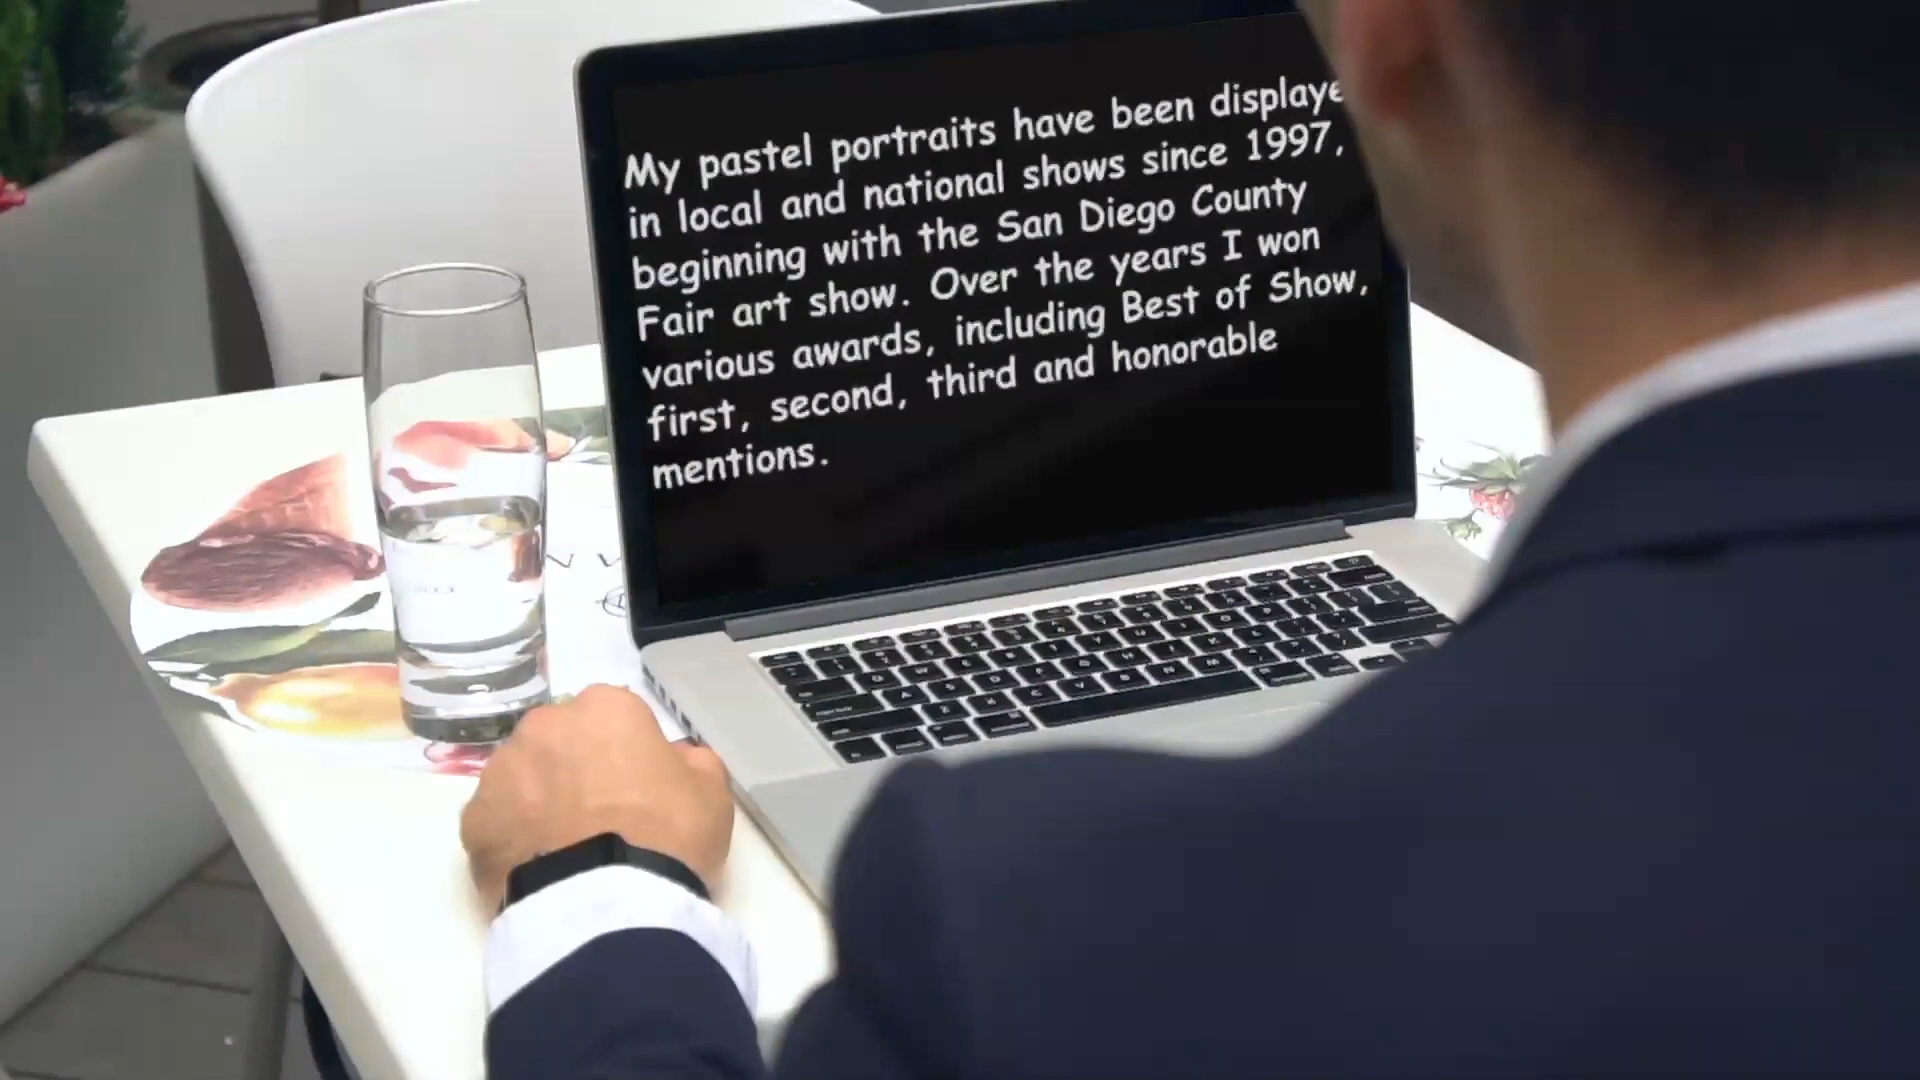 My pastel portraits have been displaye
in local and national shows since 1997,
beginning with the San Diego County
Fair art show. Over the years I won
various awards, including Best of Show,
first, second, third and honorable
mentions.